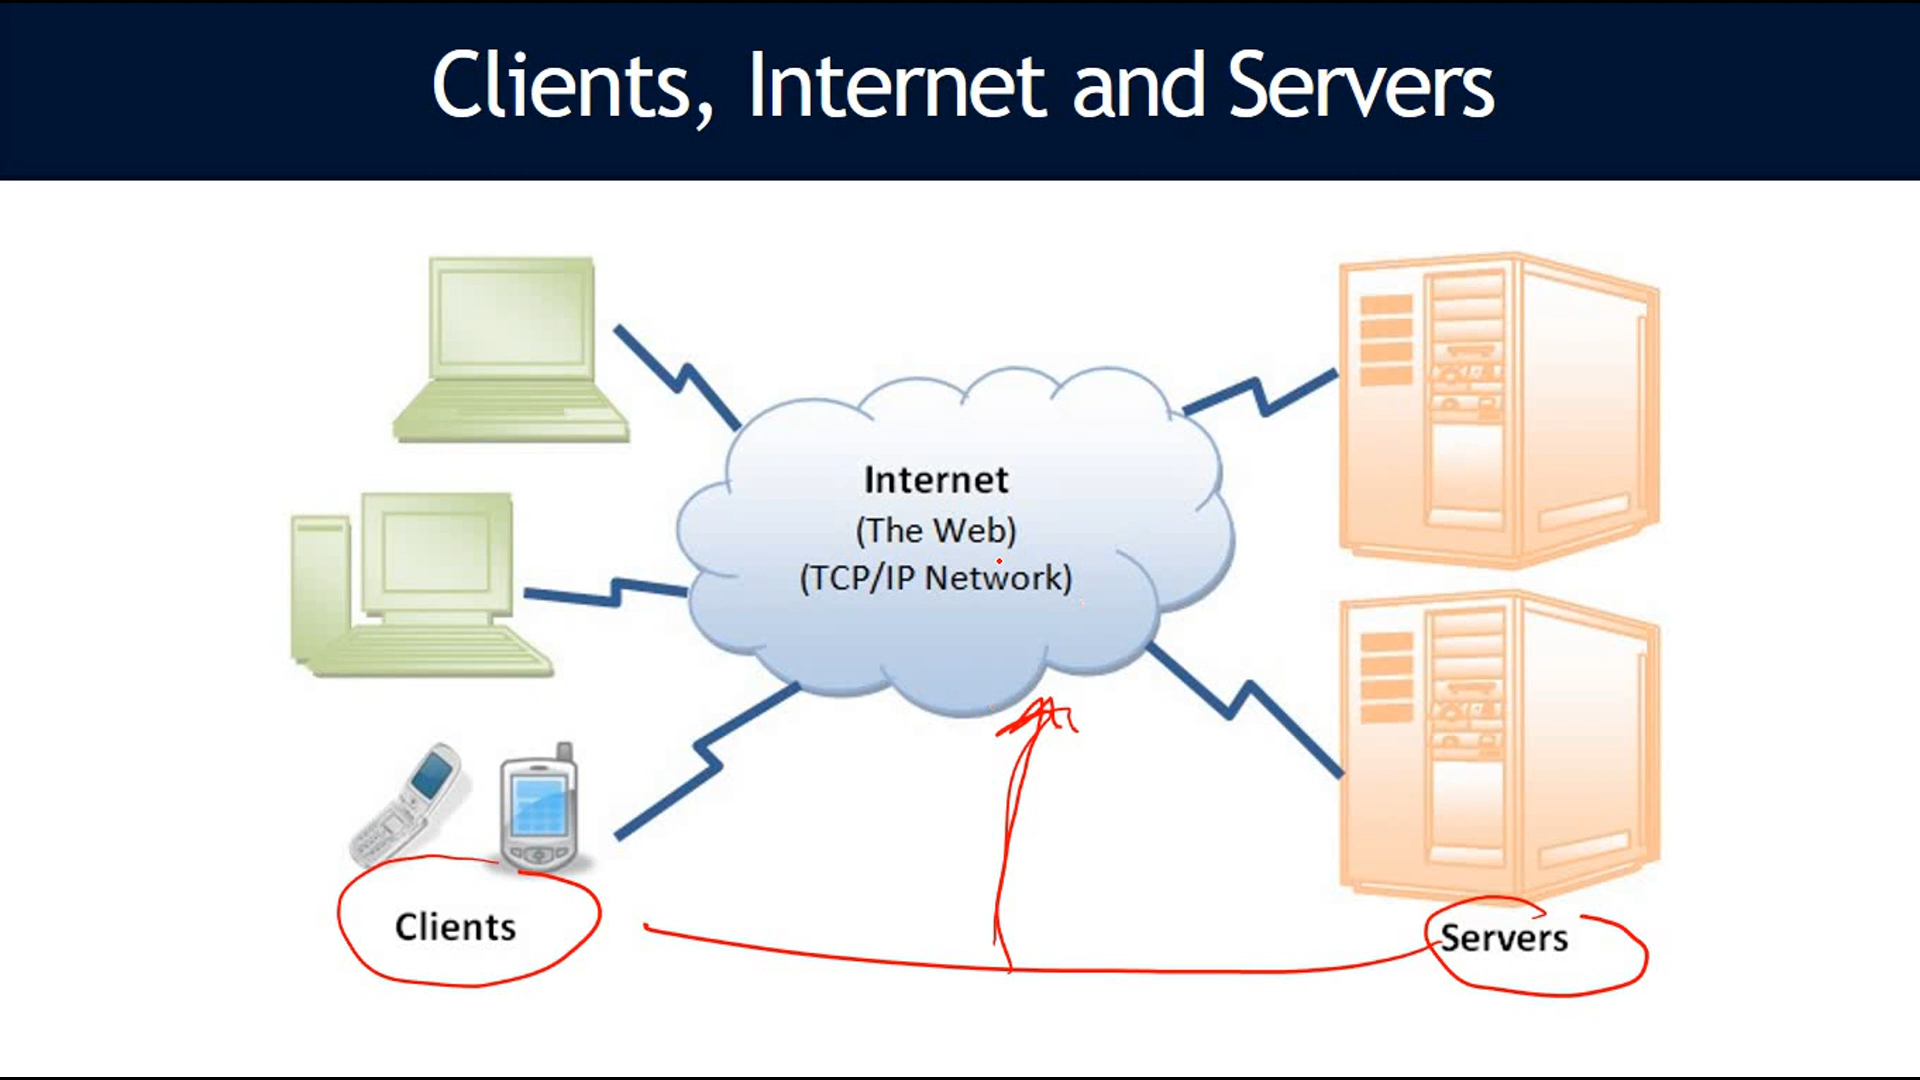 Clients, Internet and Servers
Internet
(The Web)
(TCP/IP Network)
Clients
Servers